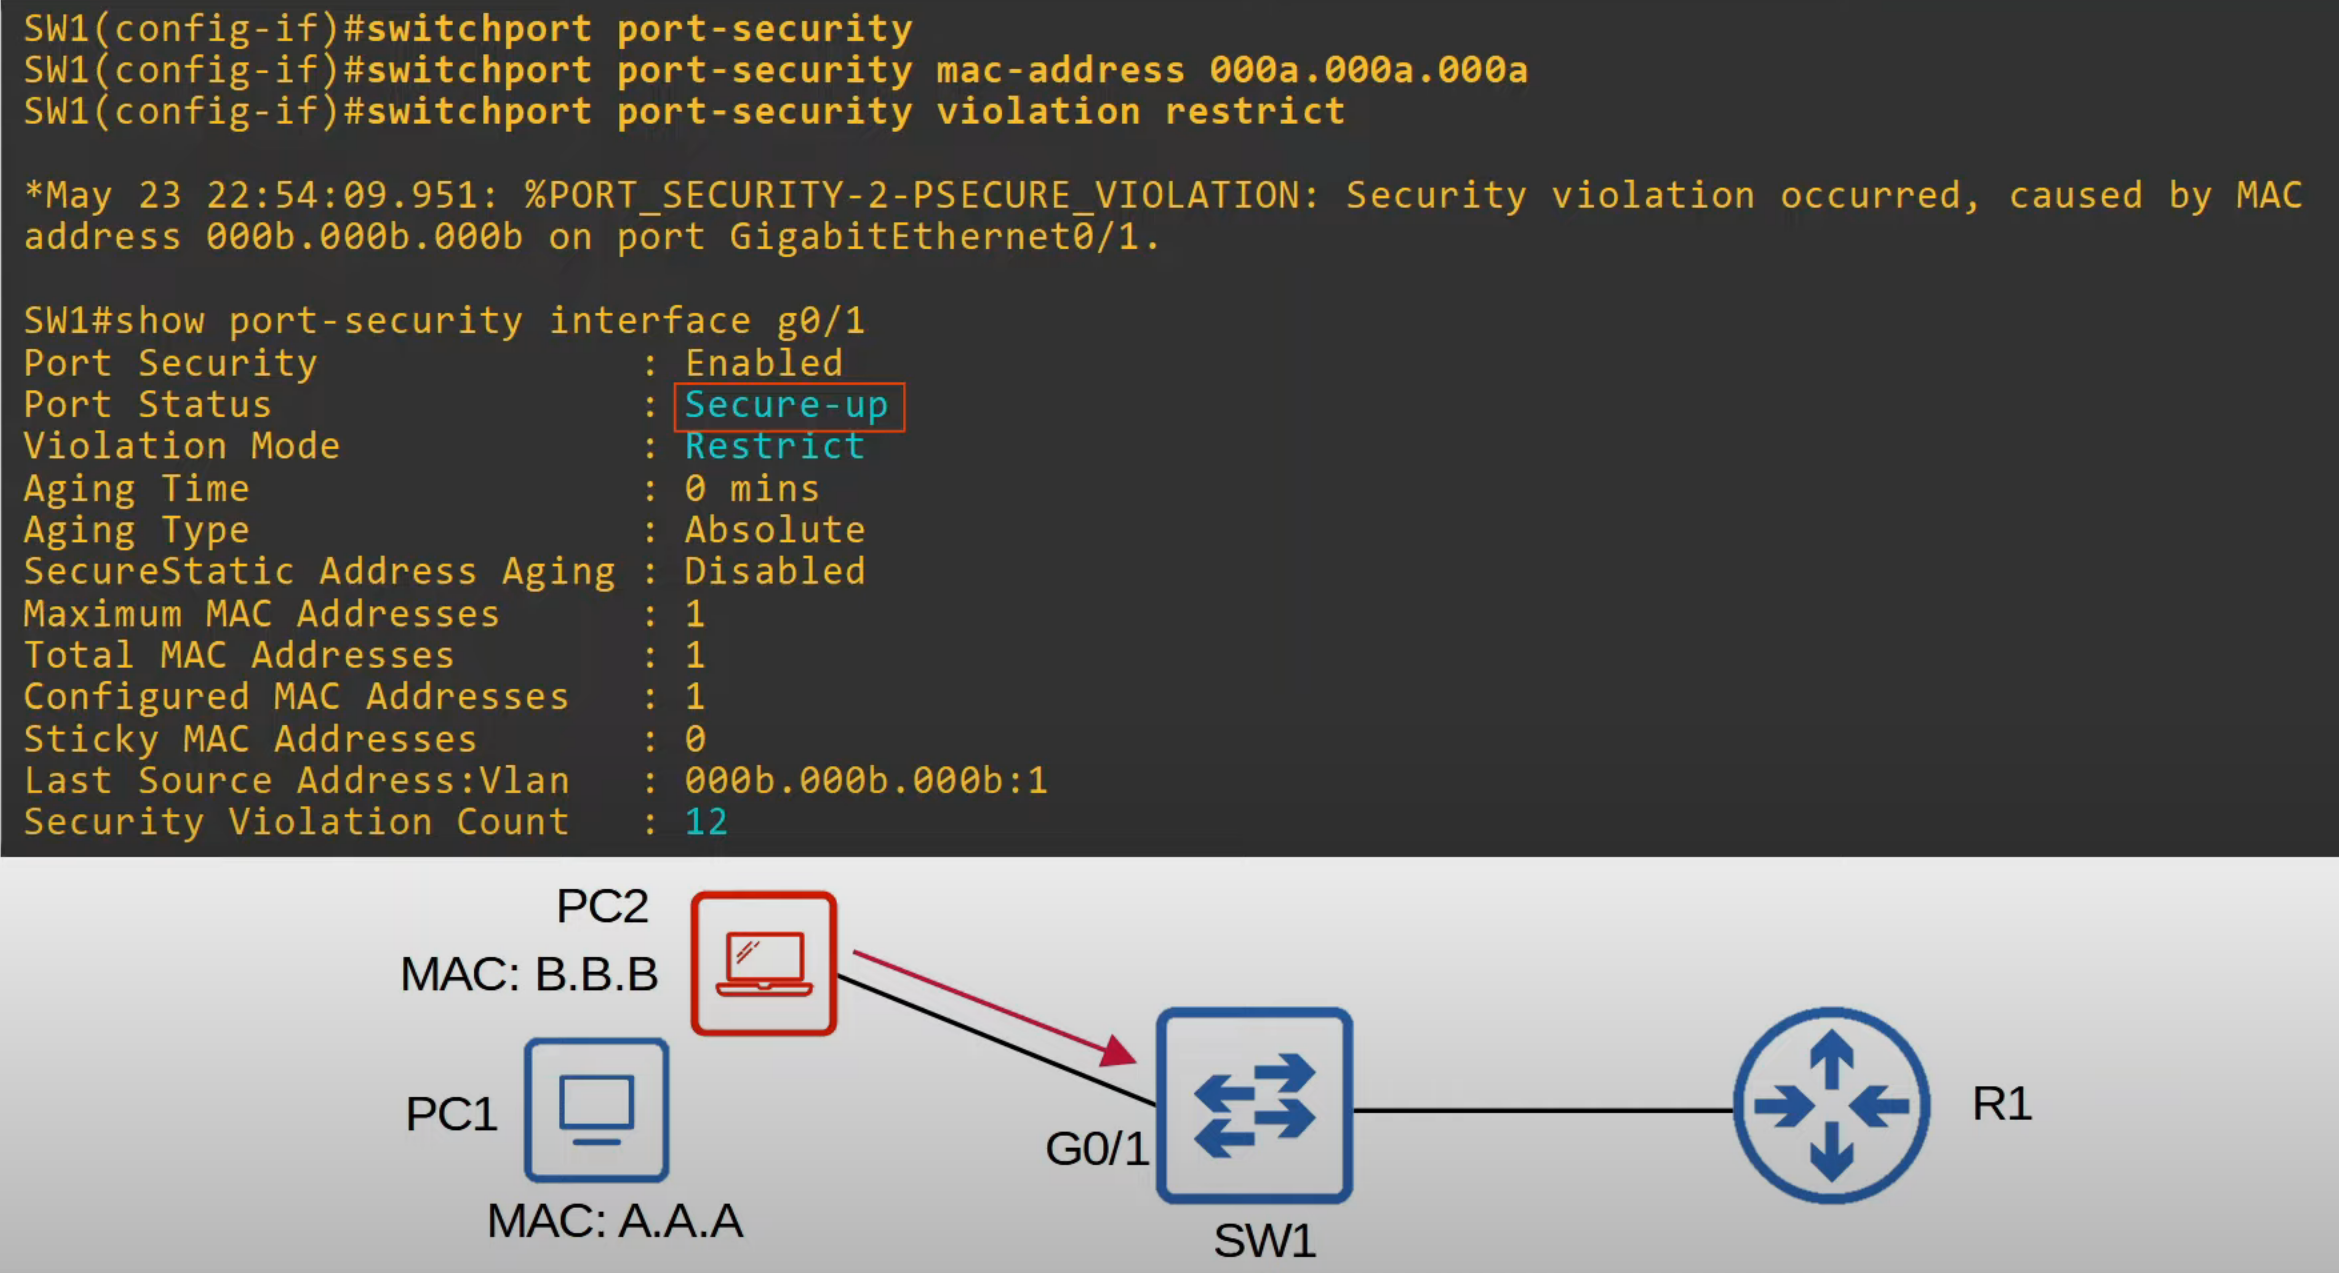 SW1(config-if)#switchport port-security
SW1(config-if)#switchport port-security mac-address 000a.000a.000a
SW1(config-if)#switchport port-security violation restrict
*May 23 22:54:09.951: %PORT_SECURITY-2-PSECURE_VIOLATION: Security violation occurred, caused by MAC
address 000b.000b.000b on port GigabitEthernet0/1.
SW1#show port-security interface g0/1
Port Security : Enabled
Port Status : Secure-up
Violation Mode : Restrict
Aging Time : 0 mins
Aging Type : Absolute
SecureStatic Address Aging : Disabled
Maximum MAC Addresses : 1
Total MAC Addresses : 1
Configured MAC Addresses : 1
Sticky MAC Addresses : 0
Last Source Address:Vlan : 000b.000b.000b:1
Security Violation Count : 12
PC2
MAC: B.B.B
PC1
MAC: A.A.A
G0/1
SW1
R1